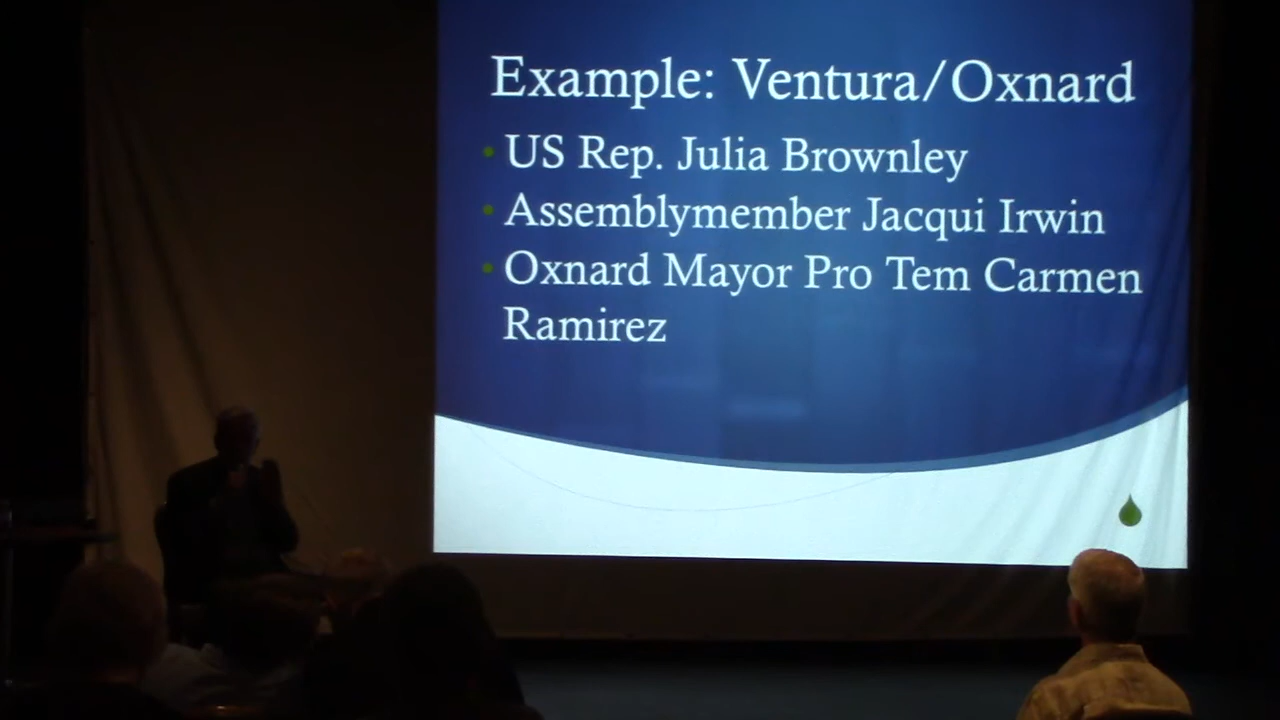 Example: Ventura/Oxnard
US Rep. Julia Brownley
Assemblymember Jacqui Irwin
Oxnard Mayor Pro Tem Carmen
Ramirez